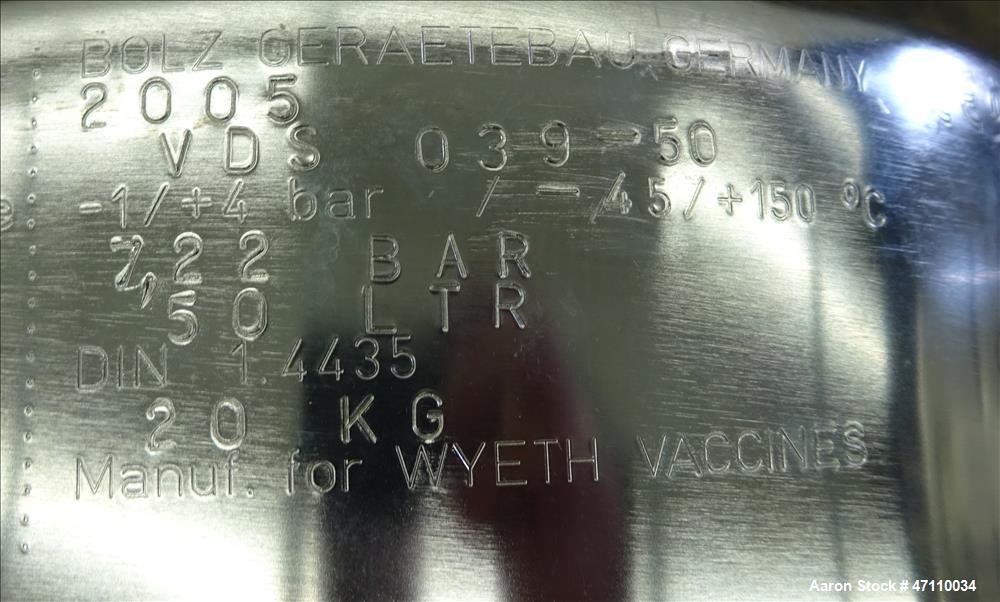 BOLZ GERAETEBAU GERMANY
2005
VDS 039-50
-1/+4 bar / -45/+150 °C
7,22 BAR
50 LTR
DIN 1.4435
20 KG
Manuf. for WYETH VACCINES
Aaron Stock # 47110034